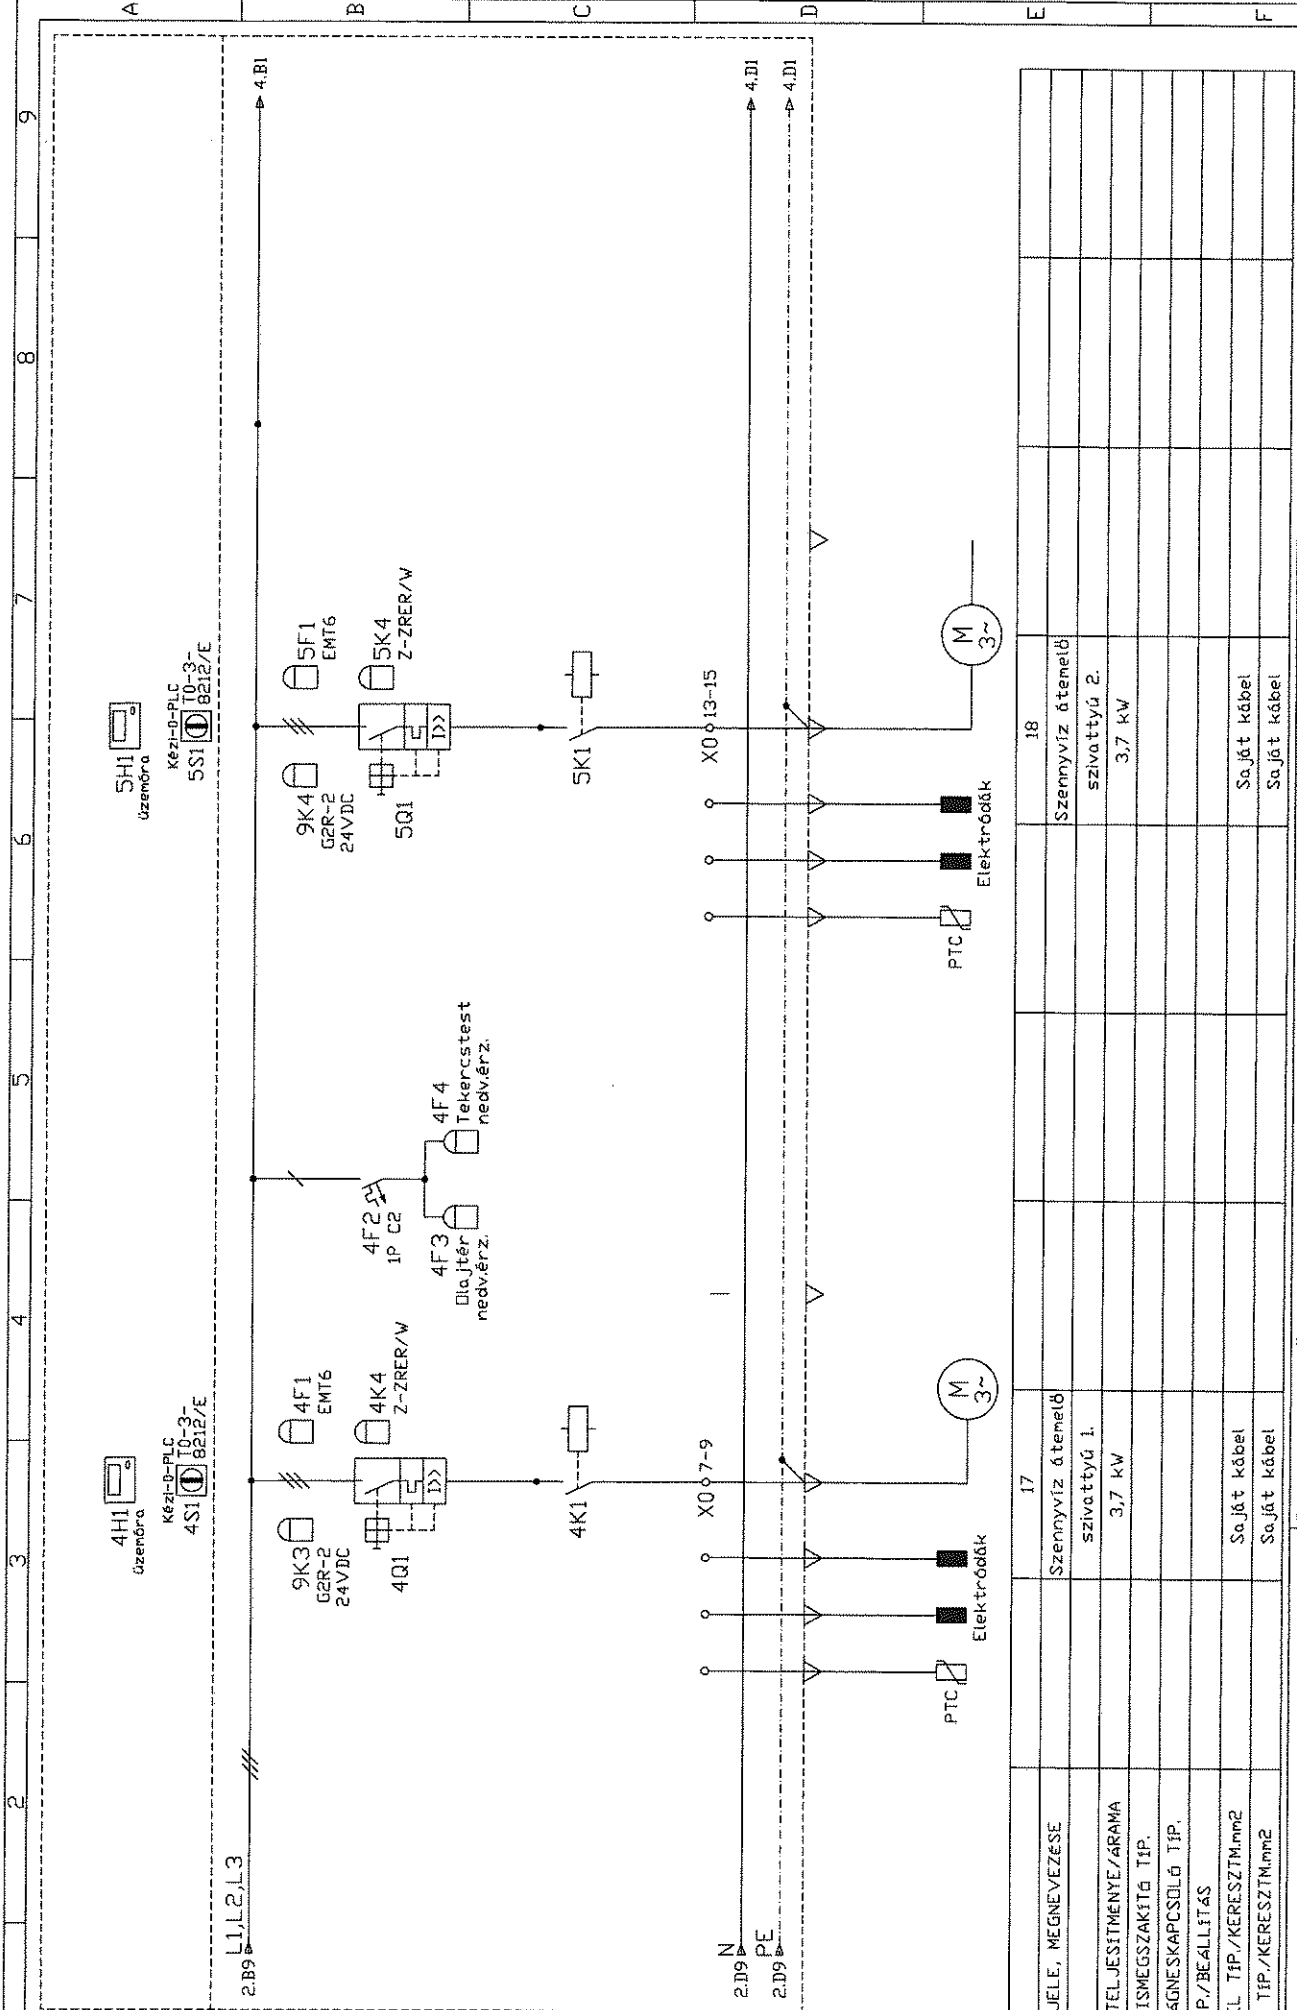 2
3
4
5
6
7
8
9
A
B
C
D
E
F
4H1
üzemóra
Kézi-0-PLC
4S1
T0-3-
8212/E
5H1
üzemóra
Kézi-0-PLC
5S1
T0-3-
8212/E
2.B9
L1,L2,L3
4.B1
9K3
G2R-2
24VDC
4F1
EMT6
4Q1
I>>
4K4
Z-ZRER/W
4F2
1P C2
4F3
Olajtér
nedv.érz.
4F4
Tekercstest
nedv.érz.
9K4
G2R-2
24VDC
5F1
EMT6
5Q1
I>>
5K4
Z-ZRER/W
4K1
5K1
X0 7-9
X0 13-15
2.D9 N
4.D1
2.D9 PE
4.D1
PTC
Elektródák
M
3~
PTC
Elektródák
M
3~
17
18
JELE, MEGNEVEZÉSE
Szennyvíz átemelő
Szennyvíz átemelő
szivattyú 1.
szivattyú 2.
TELJESÍTMÉNYE/ÁRAMA
3,7 kW
3,7 kW
ISMEGSZAKÍTÓ TÍP.
ÁGNESKAPCSOLÓ TÍP.
P./BEÁLLÍTÁS
EL TÍP./KERESZTM.mm2
Saját kábel
Saját kábel
TÍP./KERESZTM.mm2
Saját kábel
Saját kábel